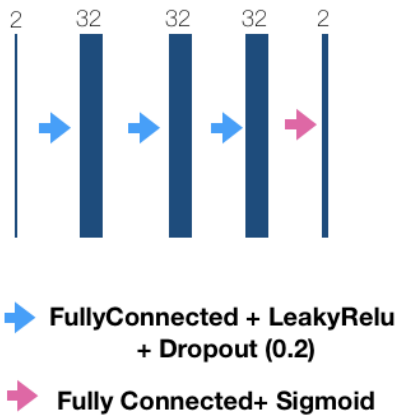 2 32 32 32 2
FullyConnected + LeakyRelu
+ Dropout (0.2)
Fully Connected+ Sigmoid